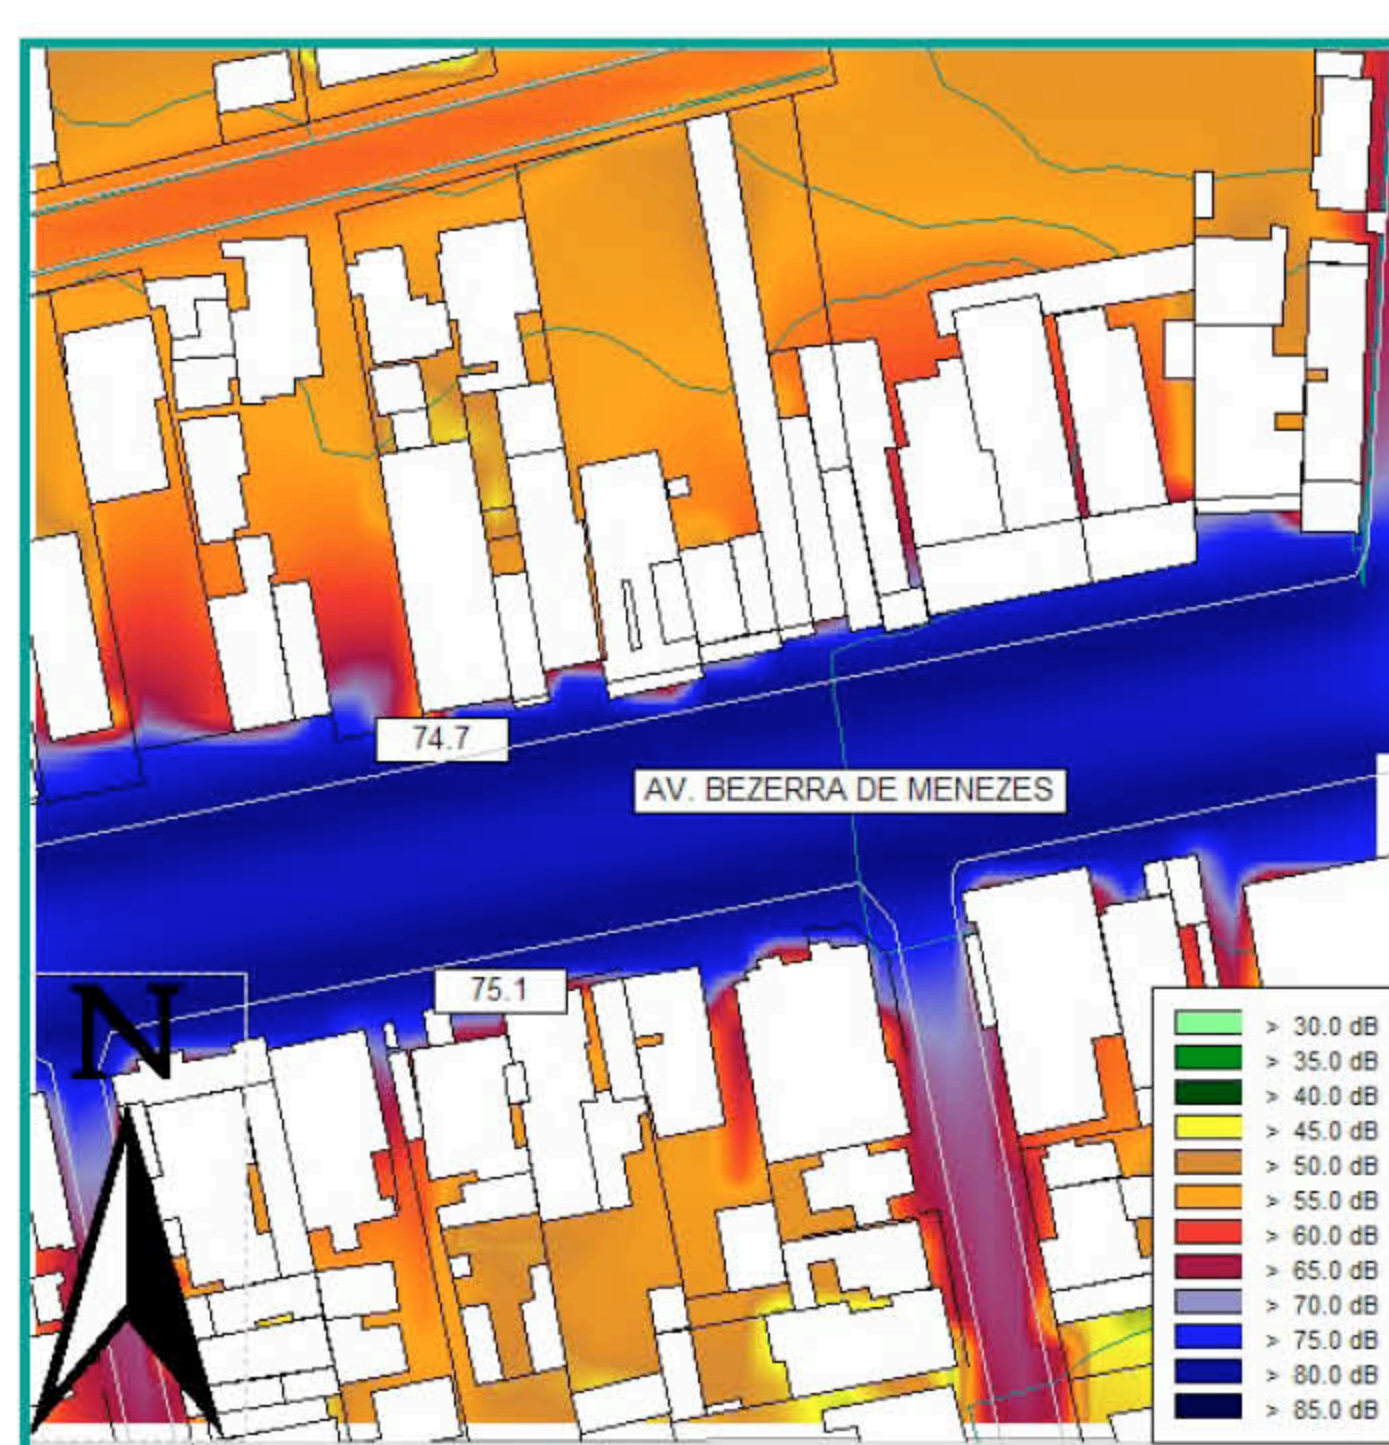 74.7
AV. BEZERRA DE MENEZES
75.1
N
> 30.0 dB
> 35.0 dB
> 40.0 dB
> 45.0 dB
> 50.0 dB
> 55.0 dB
> 60.0 dB
> 65.0 dB
> 70.0 dB
> 75.0 dB
> 80.0 dB
> 85.0 dB